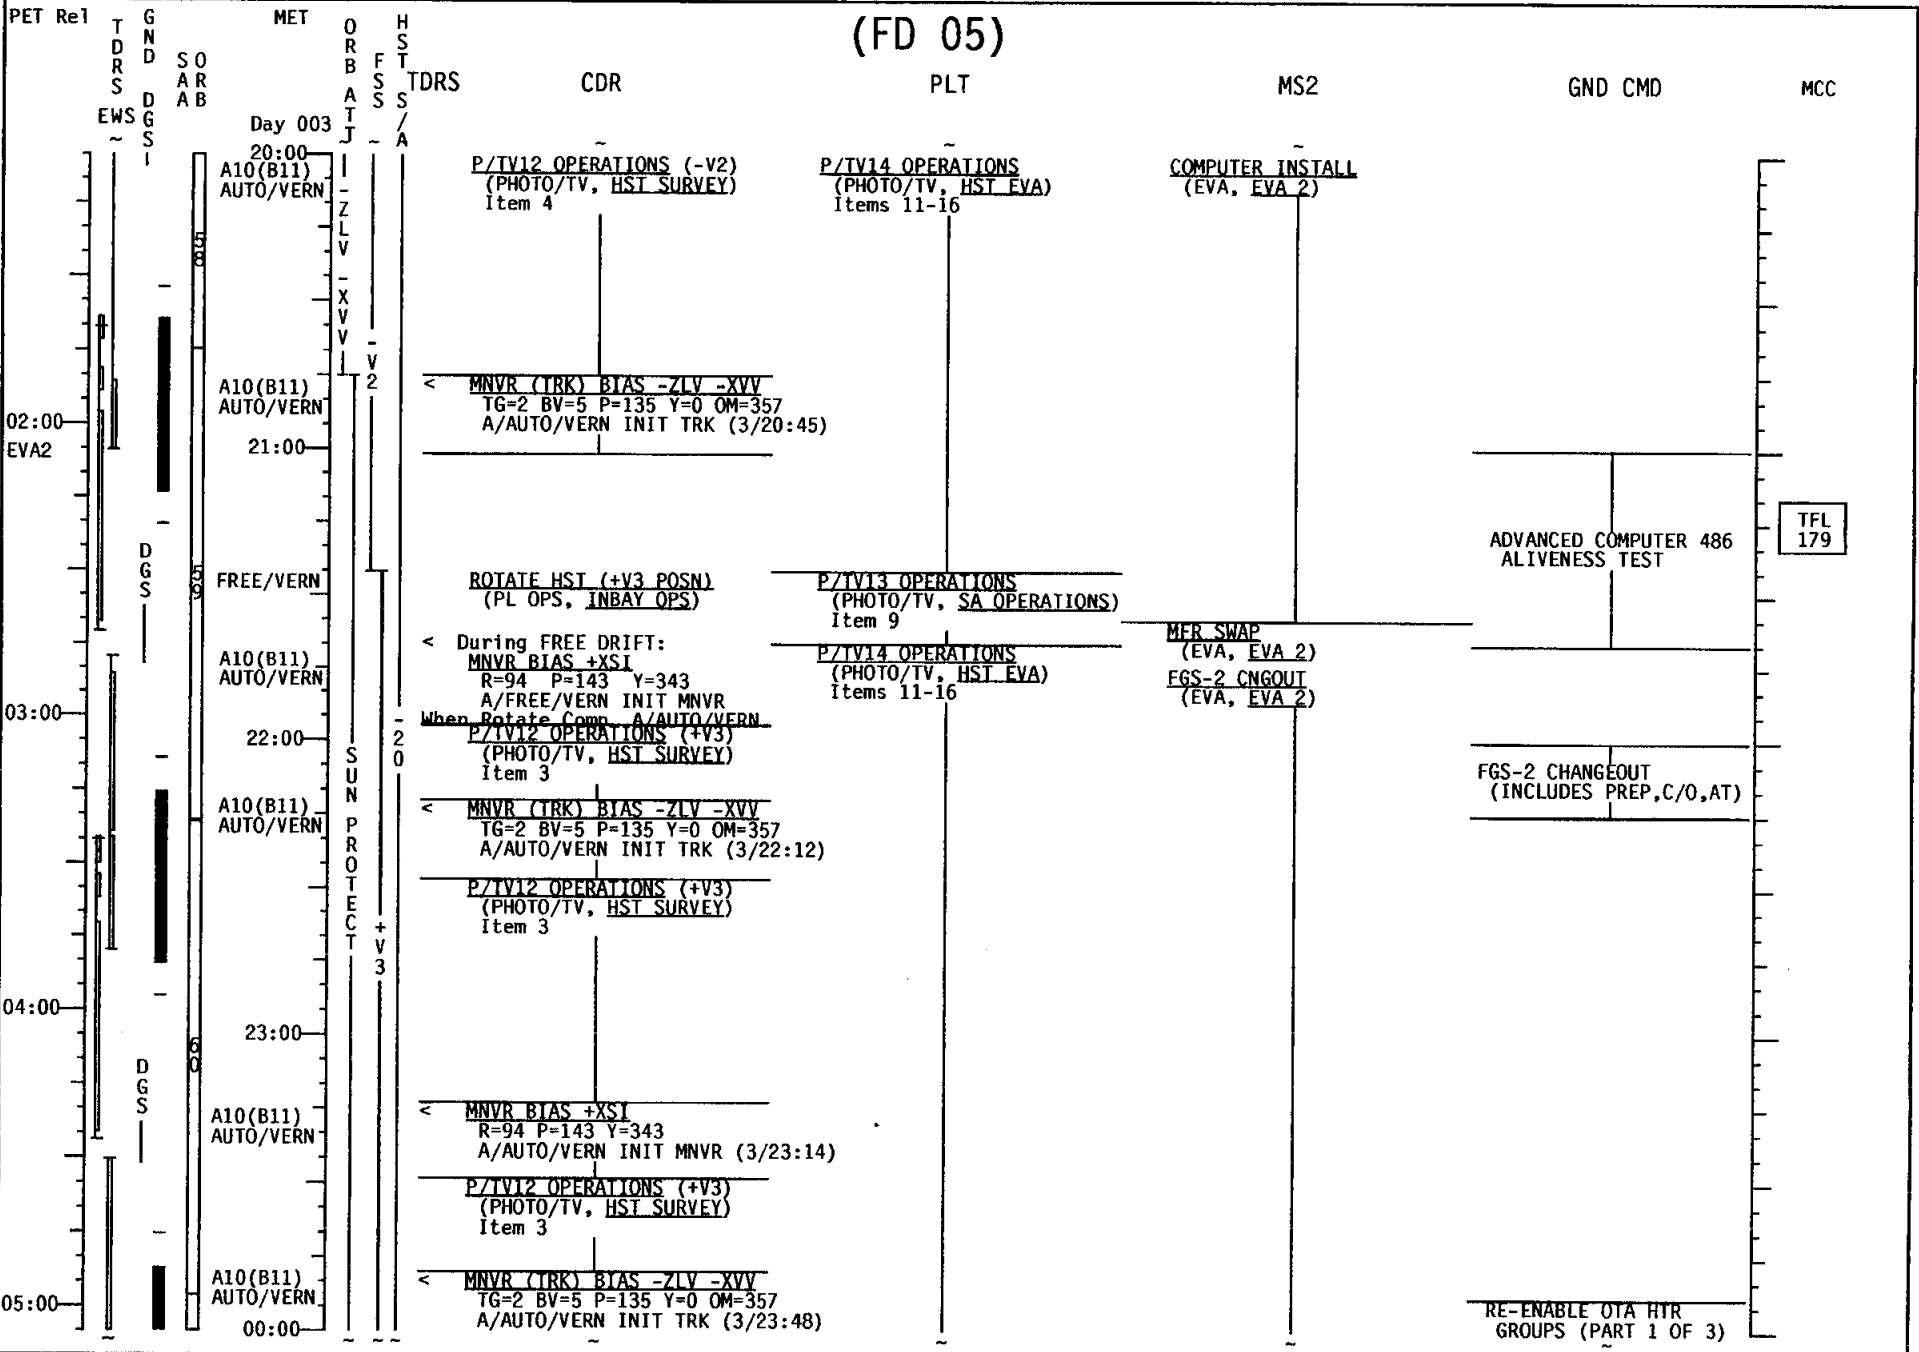 (FD 05)
PET Rel
TDRS
EWS
GND DGS
SAA
ORB
MET
Day 003
ORB ATT
FSS
HST S/A
TDRS
CDR
PLT
MS2
GND CMD
MCC
20:00
A10(B11)
AUTO/VERN
P/TV12 OPERATIONS (-V2)
(PHOTO/TV, HST SURVEY)
Item 4
P/TV14 OPERATIONS
(PHOTO/TV, HST EVA)
Items 11-16
COMPUTER INSTALL
(EVA, EVA 2)
-ZLV -XVV
58
-V2
A10(B11)
AUTO/VERN
< MNVR (TRK) BIAS -ZLV -XVV
TG=2 BV=5 P=135 Y=0 OM=357
A/AUTO/VERN INIT TRK (3/20:45)
02:00
EVA2
21:00
ADVANCED COMPUTER 486
ALIVENESS TEST
TFL
179
DGS
59
FREE/VERN
ROTATE HST (+V3 POSN)
(PL OPS, INBAY OPS)
P/TV13 OPERATIONS
(PHOTO/TV, SA OPERATIONS)
Item 9
< During FREE DRIFT:
MNVR BIAS +XSI
R=94 P=143 Y=343
A/FREE/VERN INIT MNVR
When Rotate Comp, A/AUTO/VERN
A10(B11)
AUTO/VERN
P/TV14 OPERATIONS
(PHOTO/TV, HST EVA)
Items 11-16
MFR SWAP
(EVA, EVA 2)
FGS-2 CNGOUT
(EVA, EVA 2)
03:00
22:00
-20
SUN PROTECT
P/TV12 OPERATIONS (+V3)
(PHOTO/TV, HST SURVEY)
Item 3
FGS-2 CHANGEOUT
(INCLUDES PREP,C/O,AT)
A10(B11)
AUTO/VERN
< MNVR (TRK) BIAS -ZLV -XVV
TG=2 BV=5 P=135 Y=0 OM=357
A/AUTO/VERN INIT TRK (3/22:12)
P/TV12 OPERATIONS (+V3)
(PHOTO/TV, HST SURVEY)
Item 3
+V3
04:00
23:00
60
DGS
A10(B11)
AUTO/VERN
< MNVR BIAS +XSI
R=94 P=143 Y=343
A/AUTO/VERN INIT MNVR (3/23:14)
P/TV12 OPERATIONS (+V3)
(PHOTO/TV, HST SURVEY)
Item 3
A10(B11)
AUTO/VERN
< MNVR (TRK) BIAS -ZLV -XVV
TG=2 BV=5 P=135 Y=0 OM=357
A/AUTO/VERN INIT TRK (3/23:48)
05:00
00:00
RE-ENABLE OTA HTR
GROUPS (PART 1 OF 3)